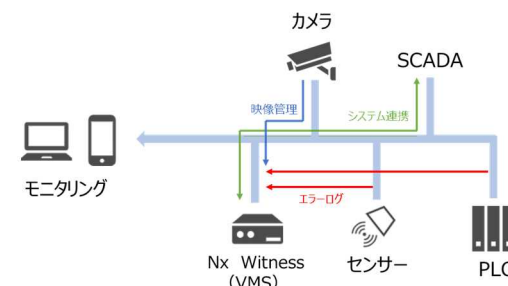 カメラ
SCADA
映像管理
システム連携
モニタリング
エラーログ
Nx Witness
(VMS)
センサー
PLC